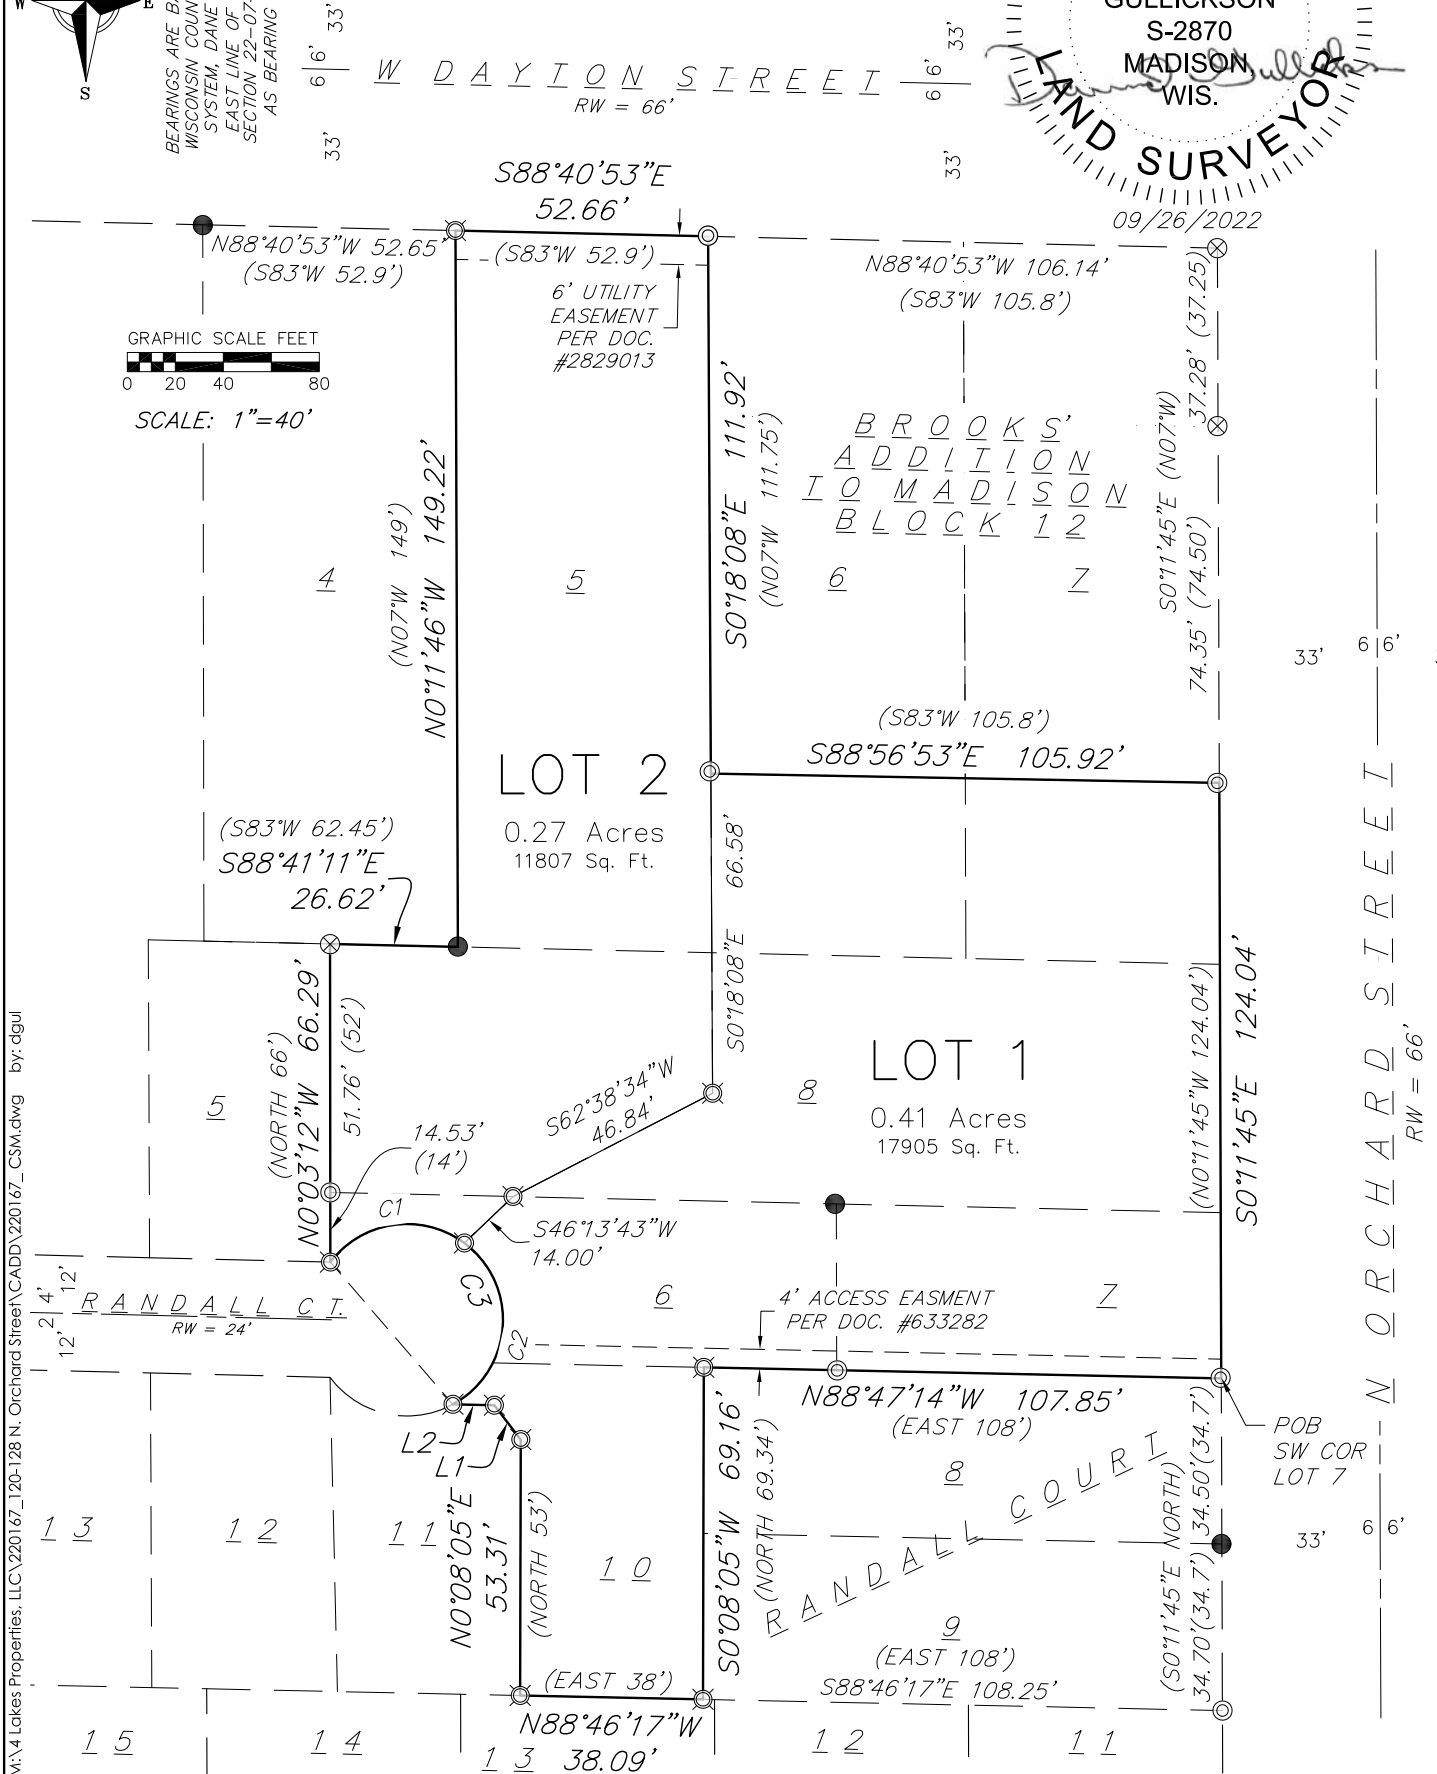 W
E
S
BEARINGS ARE BA
WISCONSIN COUN
SYSTEM, DANE
EAST LINE OF
SECTION 22-07-
AS BEARING
33'
66'
33'
W DAYTON STREET
RW = 66'
33'
66'
33'
GULLICKSON
S-2870
MADISON,
WIS.
LAND SURVEYOR
09/26/2022
S88°40'53"E
52.66'
N88°40'53"W 52.65'
(S83°W 52.9')
(S83°W 52.9')
N88°40'53"W 106.14'
(S83°W 105.8')
6' UTILITY
EASEMENT
PER DOC.
#2829013
GRAPHIC SCALE FEET
0 20 40 80
SCALE: 1"=40'
37.28' (37.25)
S0°11'45"E (N07°W)
74.35' (74.50')
BROOKS'
ADDITION
TO MADISON
BLOCK 12
S0°18'08"E 111.92'
(N07°W 111.75')
(N07°W 149')
N0°11'46"W 149.22'
4
5
6
7
33'
66'
(S83°W 105.8')
S88°56'53"E 105.92'
LOT 2
0.27 Acres
11807 Sq. Ft.
(S83°W 62.45')
S88°41'11"E
26.62'
S0°18'08"E 66.58'
N ORCHARD STREET
RW = 66'
N0°03'12"W 66.29'
(NORTH 66')
51.76' (52')
5
14.53'
(14')
S62°38'34"W
46.84'
8
LOT 1
0.41 Acres
17905 Sq. Ft.
(N0°11'45"W 124.04')
S0°11'45"E 124.04'
C1
S46°13'43"W
14.00'
C3
C2
12'
24'
12'
RANDALL CT.
RW = 24'
6
7
4' ACCESS EASMENT
PER DOC. #633282
N88°47'14"W 107.85'
(EAST 108')
POB
SW COR
LOT 7
L2
L1
8
RANDALL COURT
S0°08'05"W 69.16'
(NORTH 69.34')
(S0°11'45"E NORTH)
34.50'(34.7')
34.70'(34.7')
33'
66'
13
12
11
10
N0°08'05"E
53.31'
(NORTH 53')
9
(EAST 108')
S88°46'17"E 108.25'
(EAST 38')
N88°46'17"W
38.09'
15
14
13
12
11
M:\4 Lakes Properties, LLC\220167_120-128 N. Orchard Street\CADD\220167_CSM.dwg by: dgul